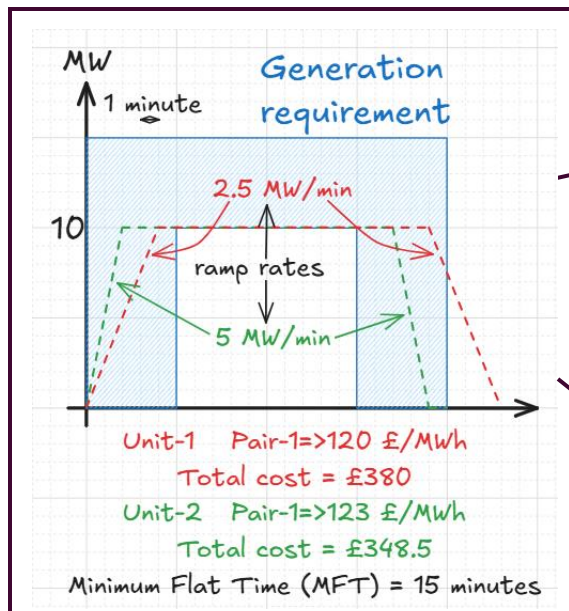 MW
1 minute
Generation
requirement
2.5 MW/min
10
ramp rates
5 MW/min
Unit-1 Pair-1=>120 £/MWh
Total cost = £380
Unit-2 Pair-1=>123 £/MWh
Total cost = £348.5
Minimum Flat Time (MFT) = 15 minutes